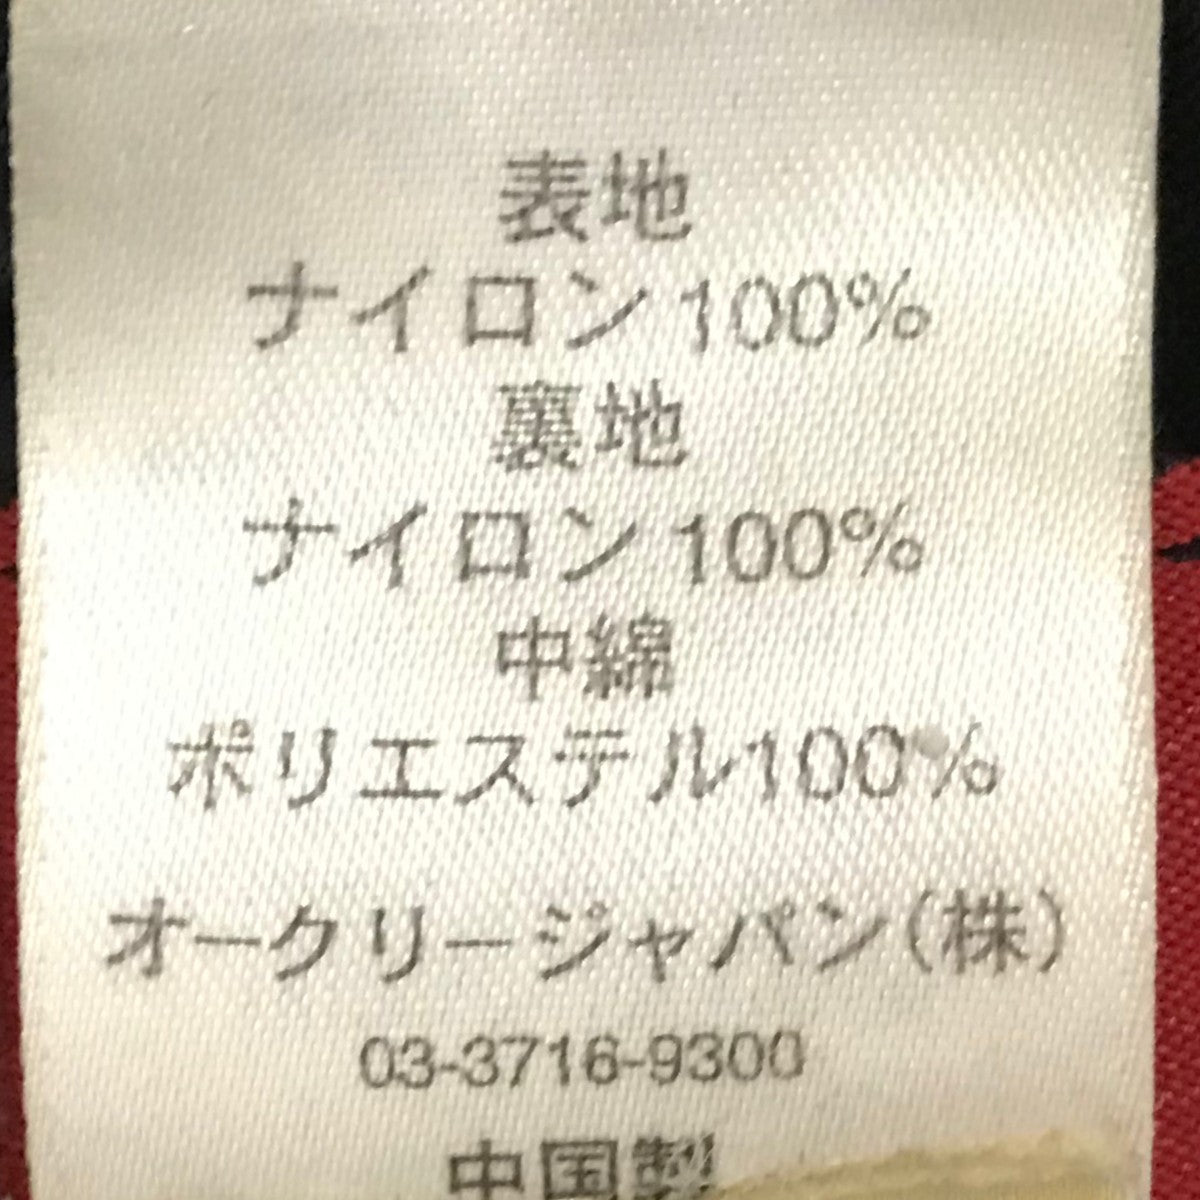 表地
ナイロン100%
裏地
ナイロン100%
中綿
ポリエステル100%
オークリージャパン(株)
03-3716-9300
中国製